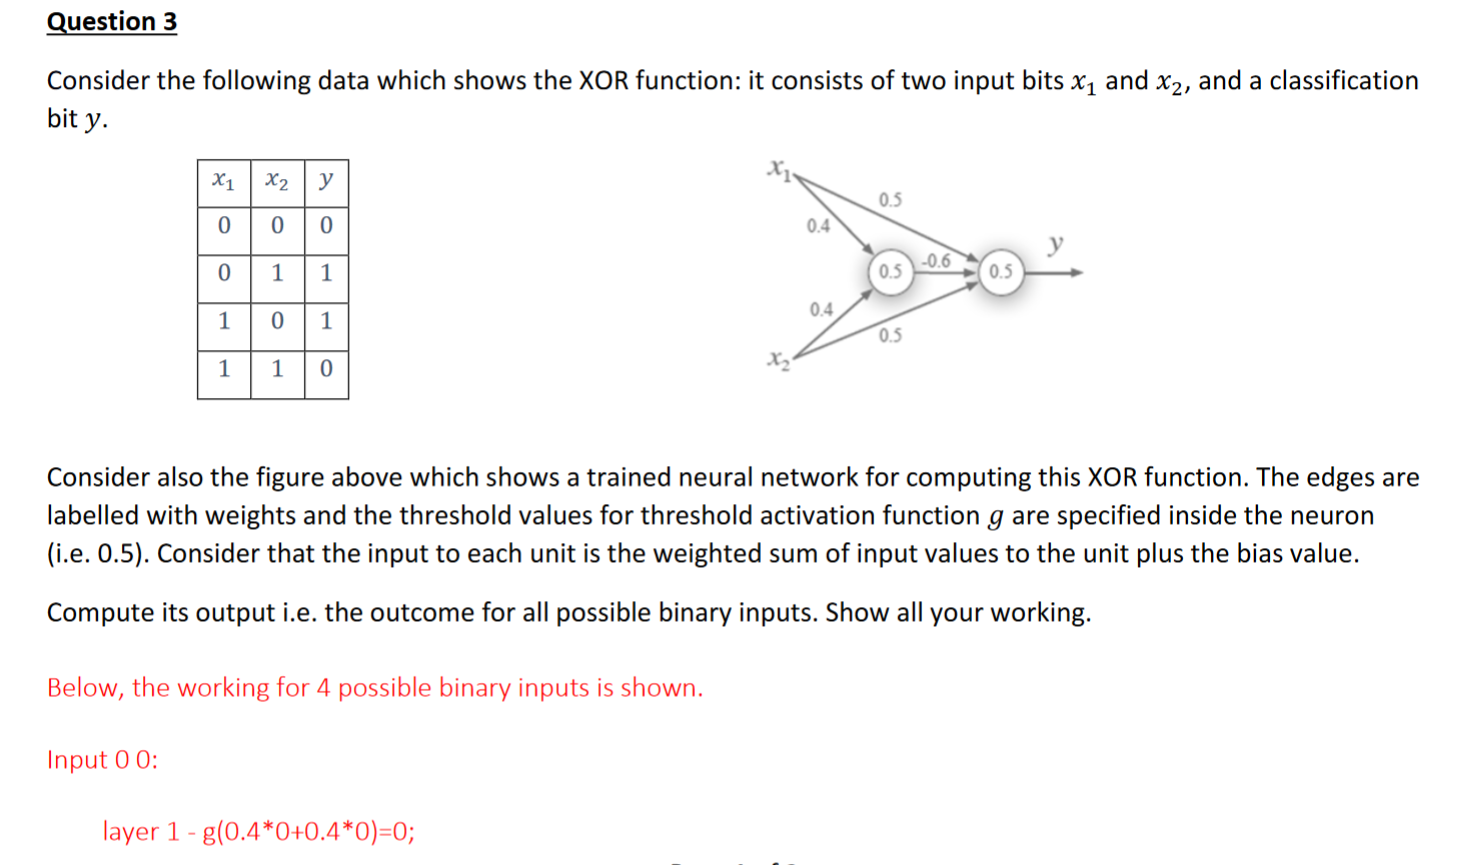 Question 3
Consider the following data which shows the XOR function: it consists of two input bits x₁ and x₂, and a classification
bit y.
x₁ x₂ y
0 0 0
0 1 1
1 0 1
1 1 0
x₁
0.5
0.4
y
0.5 -0.6 0.5
0.4
0.5
x₂
Consider also the figure above which shows a trained neural network for computing this XOR function. The edges are
labelled with weights and the threshold values for threshold activation function g are specified inside the neuron
(i.e. 0.5). Consider that the input to each unit is the weighted sum of input values to the unit plus the bias value.
Compute its output i.e. the outcome for all possible binary inputs. Show all your working.
Below, the working for 4 possible binary inputs is shown.
Input 0 0:
layer 1 - g(0.4*0+0.4*0)=0;